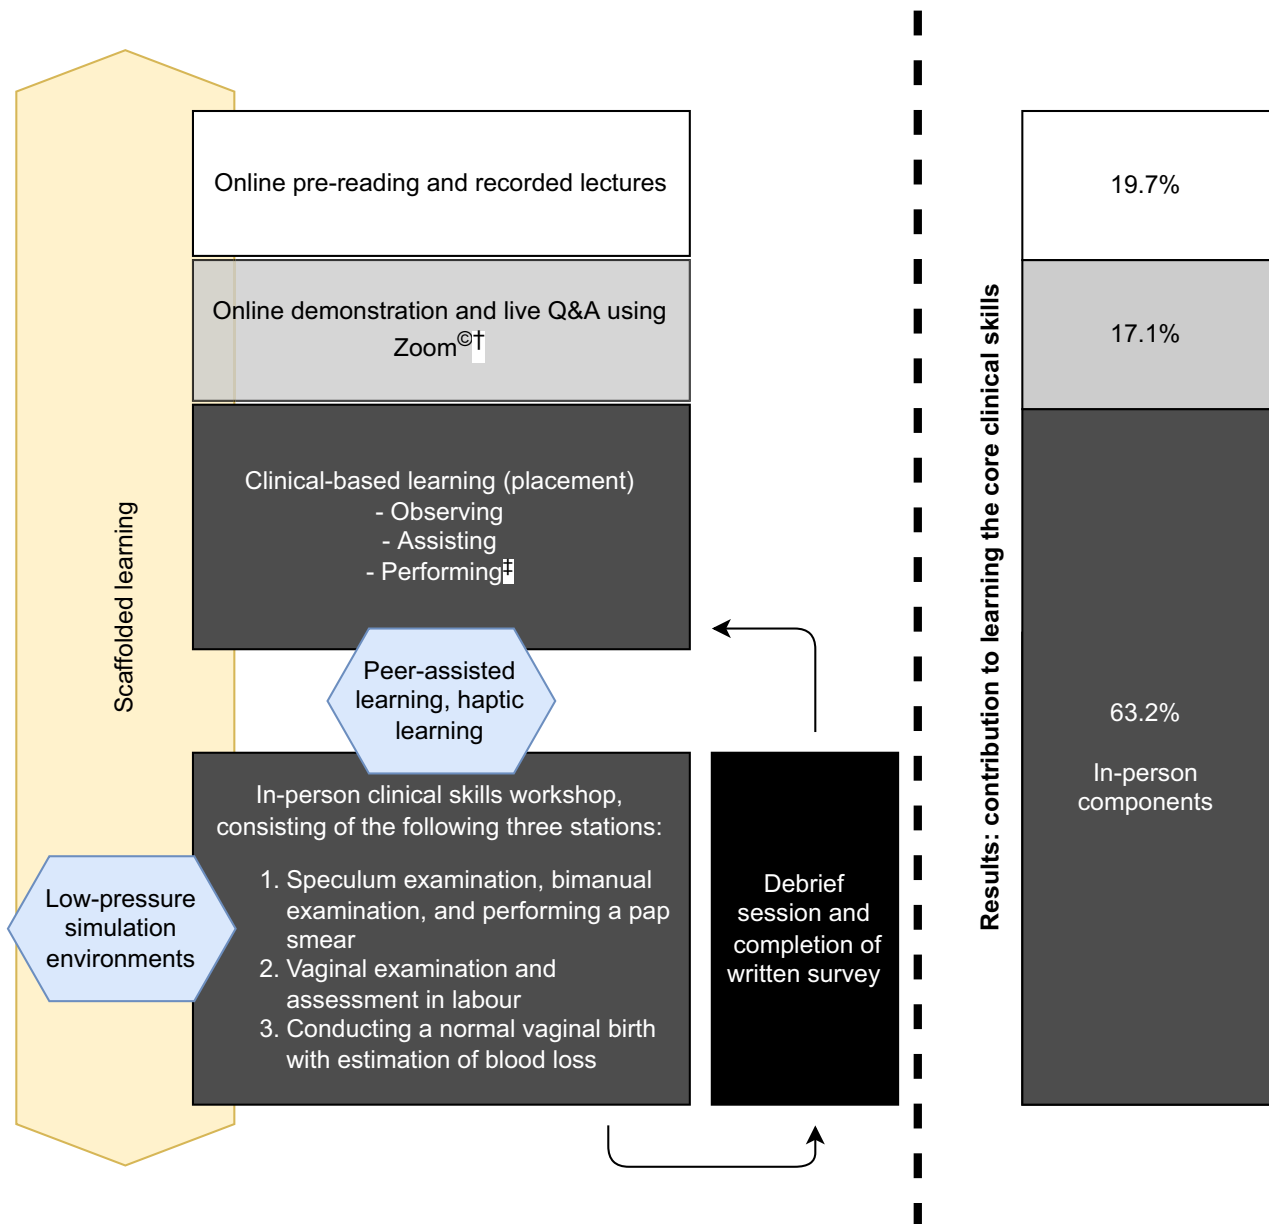 Online pre-reading and recorded lectures
Online demonstration and live Q&A using
Zoom©†
Clinical-based learning (placement)
- Observing
- Assisting
- Performing‡
Scaffolded learning
Peer-assisted
learning, haptic
learning
In-person clinical skills workshop,
consisting of the following three stations:
1. Speculum examination, bimanual
examination, and performing a pap
smear
2. Vaginal examination and
assessment in labour
3. Conducting a normal vaginal birth
with estimation of blood loss
Low-pressure
simulation
environments
Debrief
session and
completion of
written survey
Results: contribution to learning the core clinical skills
19.7%
17.1%
63.2%
In-person
components